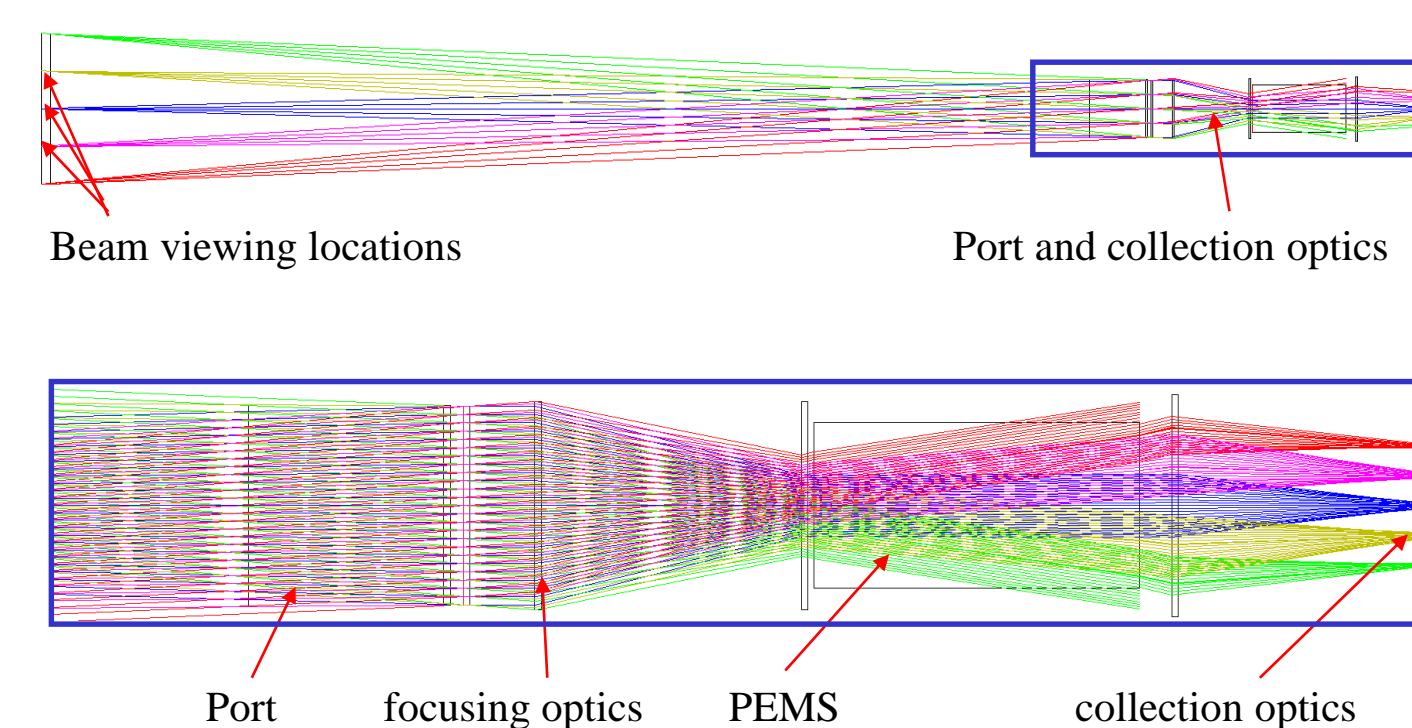 Beam viewing locations
Port and collection optics
Port
focusing optics
PEMS
collection optics